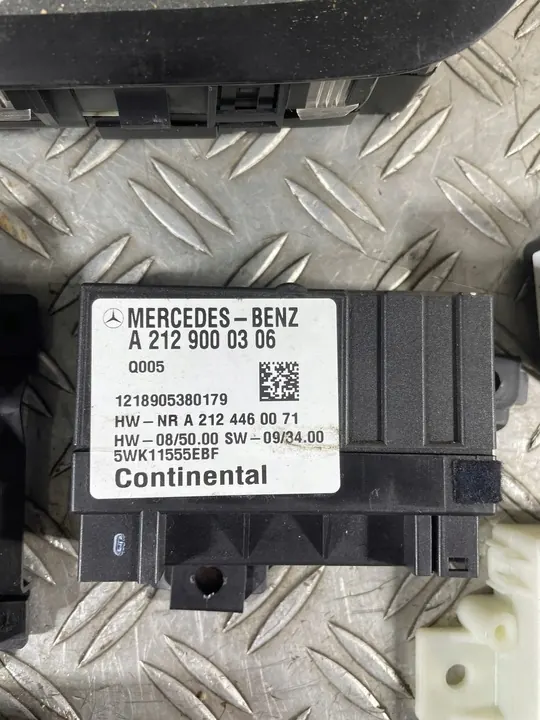 MERCEDES-BENZ
A 212 900 03 06
Q005
1218905380179
HW-NR A 212 446 00 71
HW-08/50.00 SW-09/34.00
5WK11555EBF
Continental